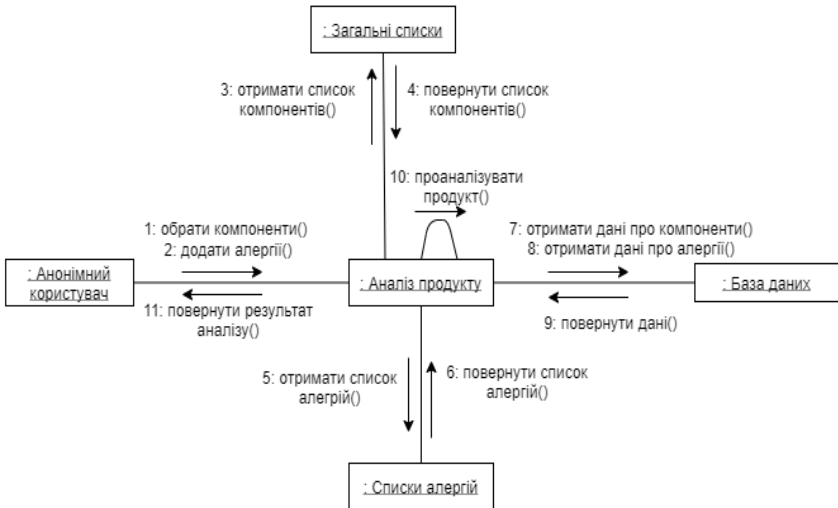 : Загальні списки
3: отримати список
компонентів()
4: повернути список
компонентів()
10: проаналізувати
продукт()
1: обрати компоненти()
2: додати алергії()
7: отримати дані про компоненти()
8: отримати дані про алергії()
: Анонімний
користувач
: Аналіз продукту
: База даних
11: повернути результат
аналізу()
9: повернути дані()
5: отримати список
алегрій()
6: повернути список
алергій()
: Списки алергій